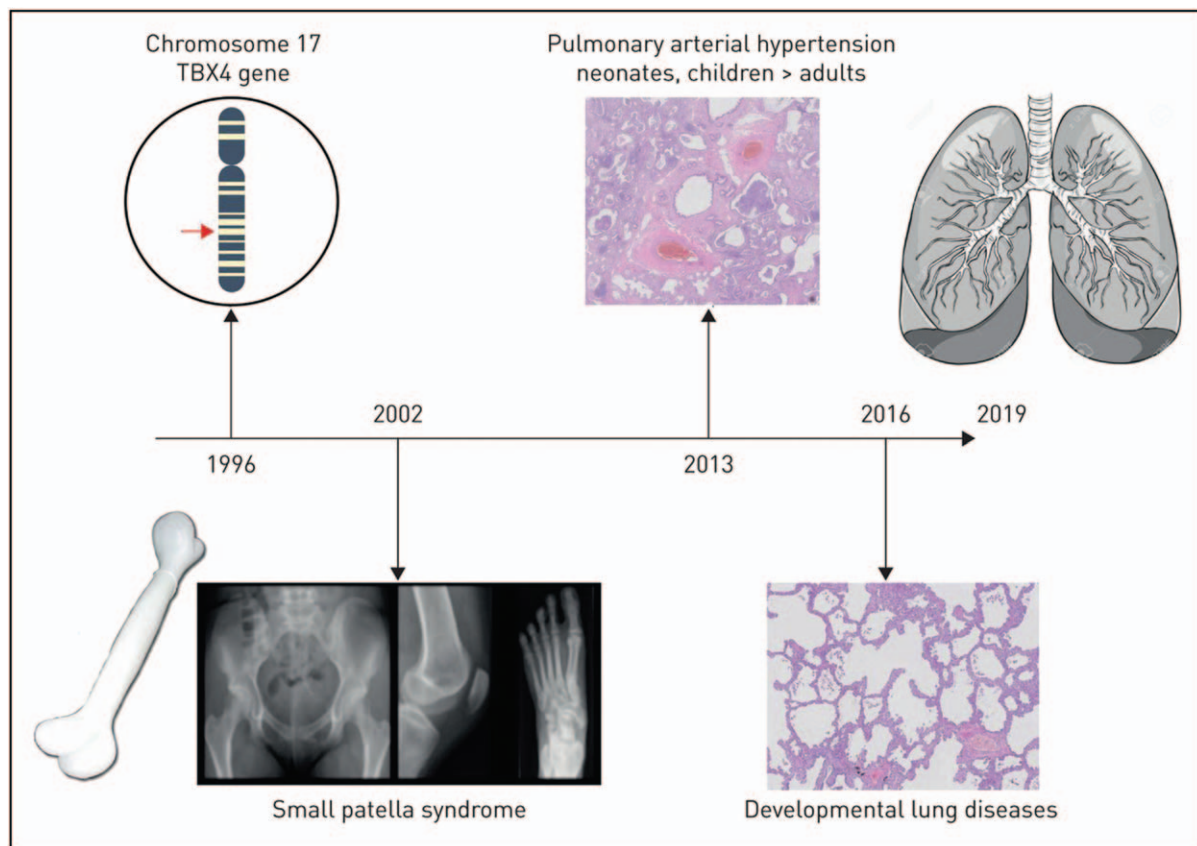 Chromosome 17
TBX4 gene
Pulmonary arterial hypertension
neonates, children > adults
2002
2016
2019
1996
2013
Small patella syndrome
Developmental lung diseases